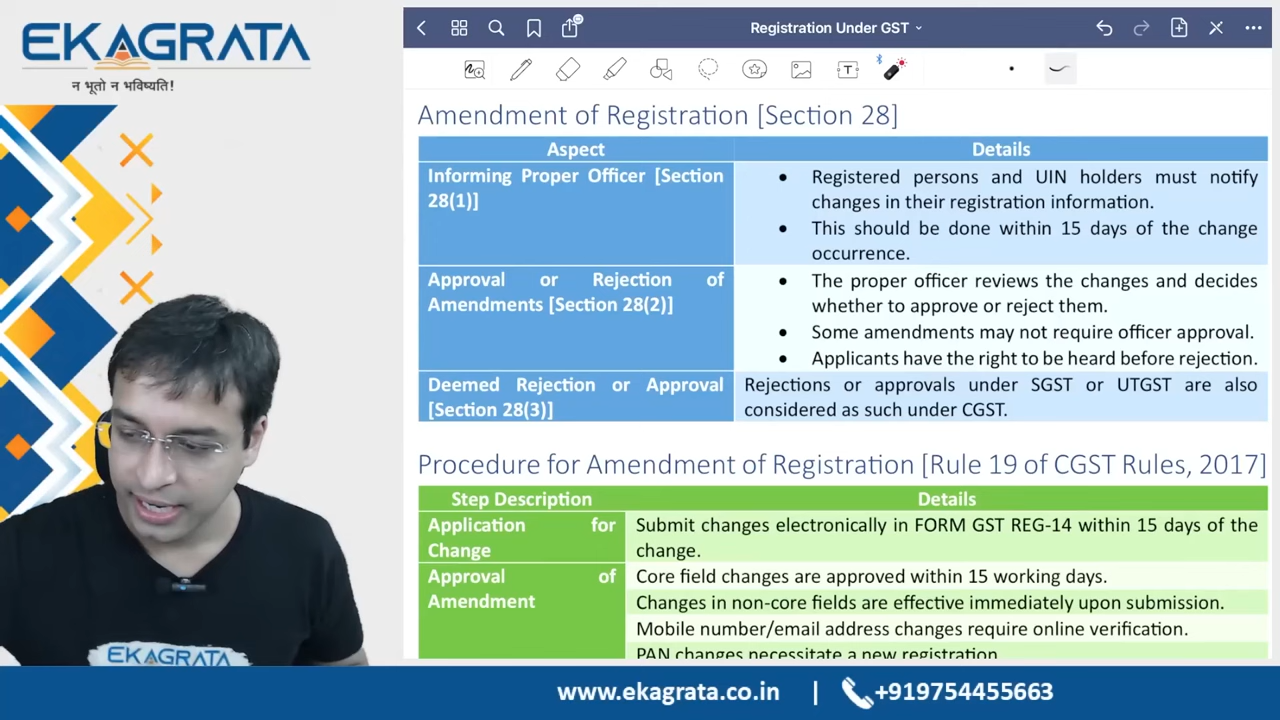 EKAGRATA
न भूतो न भविष्यति!
Registration Under GST
T
Amendment of Registration [Section 28]
Aspect
Details
Informing Proper Officer [Section
28(1)]
• Registered persons and UIN holders must notify
changes in their registration information.
• This should be done within 15 days of the change
occurrence.
Approval or Rejection of
Amendments [Section 28(2)]
• The proper officer reviews the changes and decides
whether to approve or reject them.
• Some amendments may not require officer approval.
• Applicants have the right to be heard before rejection.
Deemed Rejection or Approval
[Section 28(3)]
Rejections or approvals under SGST or UTGST are also
considered as such under CGST.
Procedure for Amendment of Registration [Rule 19 of CGST Rules, 2017]
Step Description
Details
Application for
Change
Submit changes electronically in FORM GST REG-14 within 15 days of the
change.
Approval of
Amendment
Core field changes are approved within 15 working days.
Changes in non-core fields are effective immediately upon submission.
Mobile number/email address changes require online verification.
PAN changes necessitate a new registration.
EKAGRATA
www.ekagrata.co.in | +919754455663